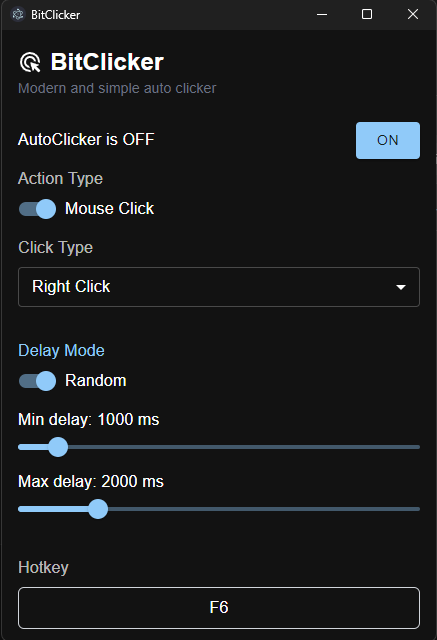 BitClicker
BitClicker
Modern and simple auto clicker
AutoClicker is OFF
ON
Action Type
Mouse Click
Click Type
Right Click
Delay Mode
Random
Min delay: 1000 ms
Max delay: 2000 ms
Hotkey
F6